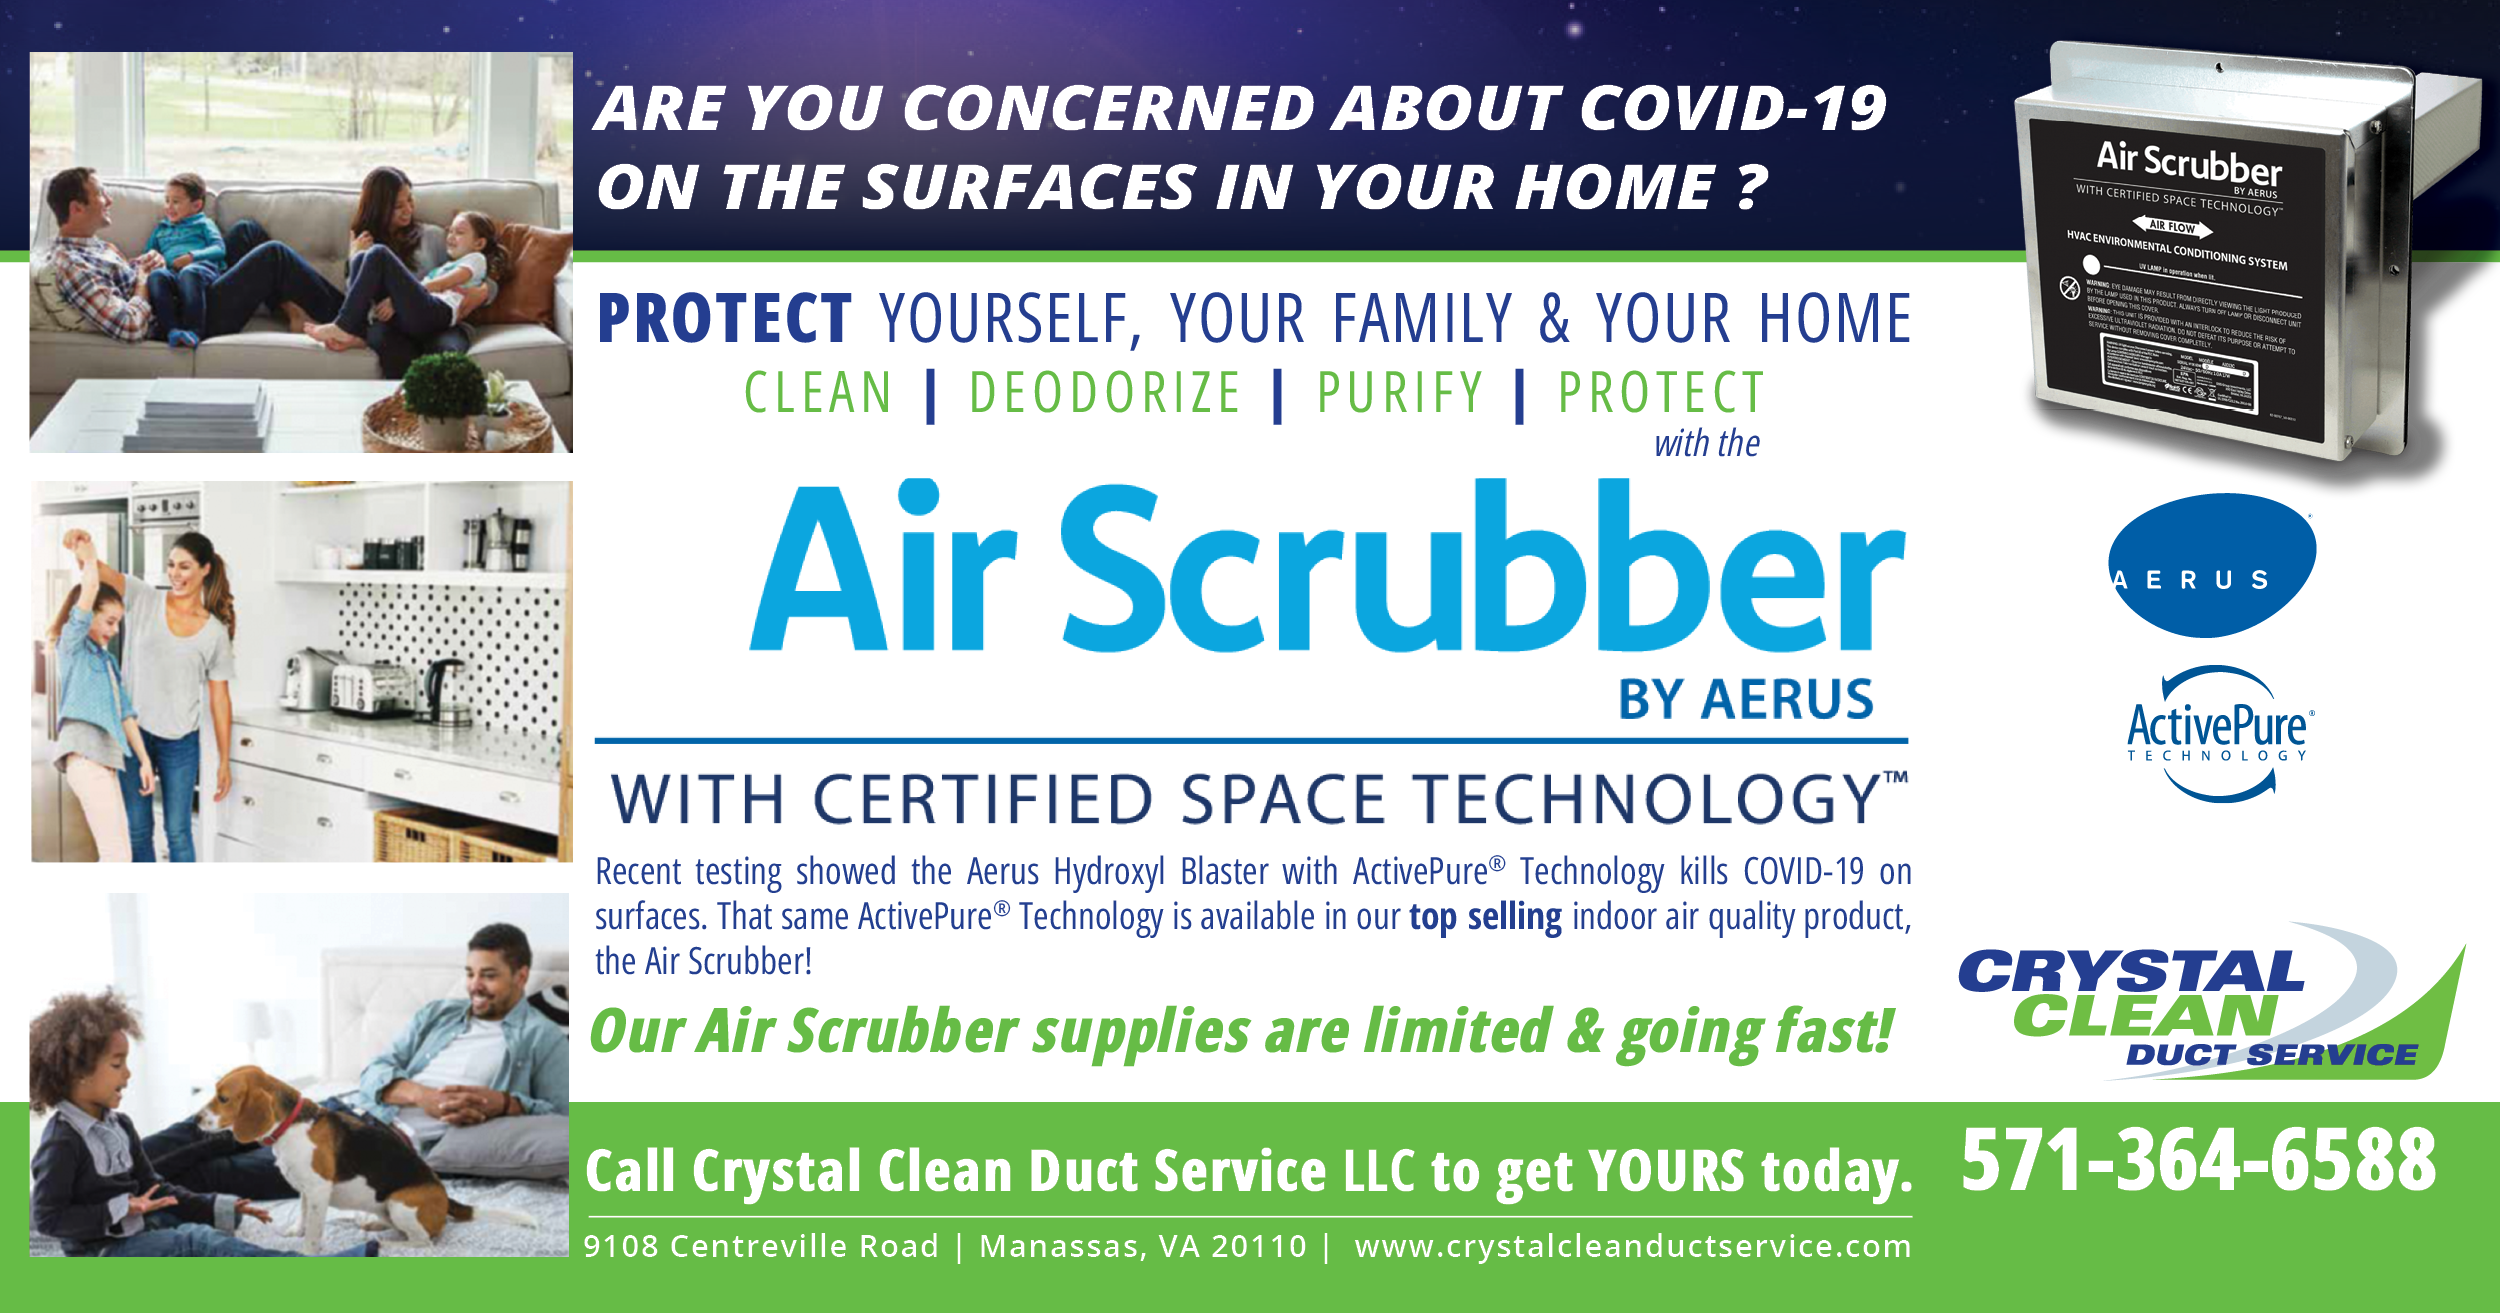 ARE YOU CONCERNED ABOUT COVID-19
ON THE SURFACES IN YOUR HOME ?
PROTECT YOURSELF, YOUR FAMILY & YOUR HOME
CLEAN | DEODORIZE | PURIFY | PROTECT
with the
Air Scrubber
BY AERUS
WITH CERTIFIED SPACE TECHNOLOGY™
Recent testing showed the Aerus Hydroxyl Blaster with ActivePure® Technology kills COVID-19 on
surfaces. That same ActivePure® Technology is available in our top selling indoor air quality product,
the Air Scrubber!
Our Air Scrubber supplies are limited & going fast!
Call Crystal Clean Duct Service LLC to get YOURS today.
9108 Centreville Road | Manassas, VA 20110 | www.crystalcleanductservice.com
Air Scrubber
BY AERUS
WITH CERTIFIED SPACE TECHNOLOGY™
AIR FLOW
HVAC ENVIRONMENTAL CONDITIONING SYSTEM
UV LAMP in operation when lit.
WARNING: EYE DAMAGE MAY RESULT FROM DIRECTLY VIEWING THE LIGHT PRODUCED
BY THE LAMP USED IN THIS PRODUCT. ALWAYS TURN OFF LAMP OR DISCONNECT UNIT
BEFORE OPENING THIS COVER.
WARNING: THIS UNIT IS PROVIDED WITH AN INTERLOCK TO REDUCE THE RISK OF
EXCESSIVE ULTRAVIOLET RADIATION. DO NOT DEFEAT ITS PURPOSE OR ATTEMPT TO
SERVICE WITHOUT REMOVING COVER COMPLETELY.
AERUS®
ActivePure®
TECHNOLOGY
CRYSTAL
CLEAN
DUCT SERVICE
571-364-6588